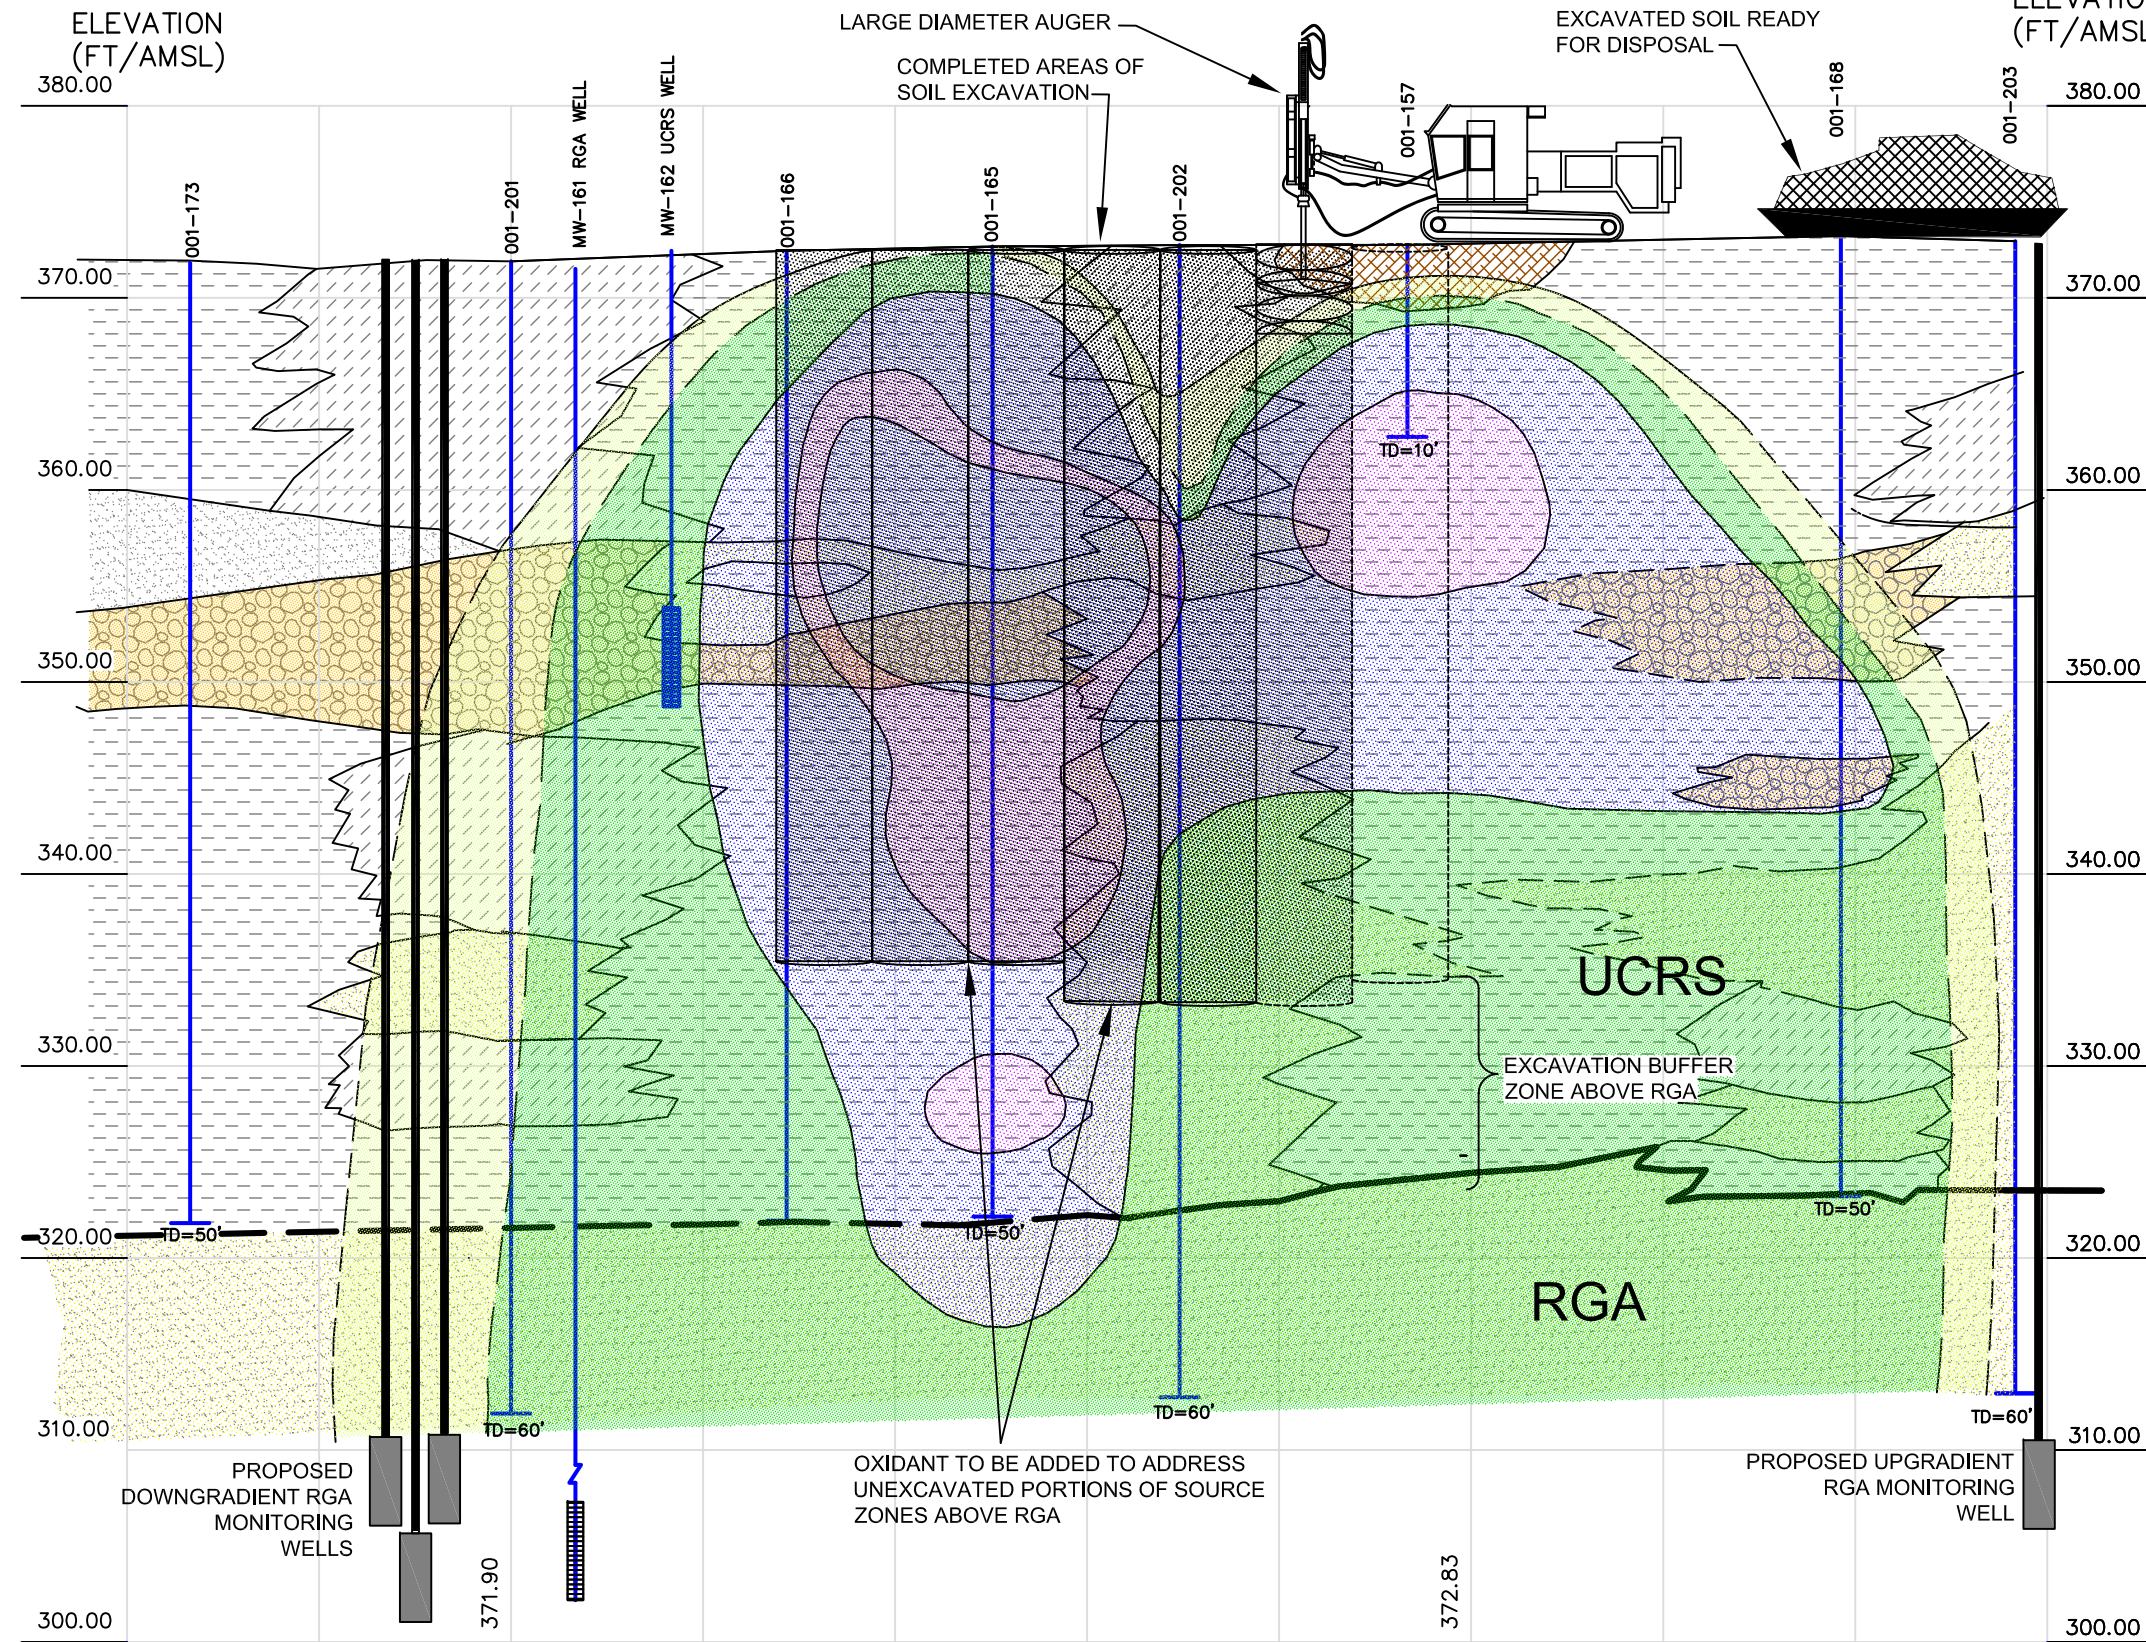 ELEVATION
(FT/AMSL)
ELEVATION
(FT/AMSL
LARGE DIAMETER AUGER
COMPLETED AREAS OF
SOIL EXCAVATION
EXCAVATED SOIL READY
FOR DISPOSAL
380.00
370.00
360.00
350.00
340.00
330.00
320.00
310.00
300.00
380.00
370.00
360.00
350.00
340.00
330.00
320.00
310.00
300.00
001-173
001-201
MW-161 RGA WELL
MW-162 UCRS WELL
001-166
001-165
001-202
001-157
001-168
001-203
TD=10'
UCRS
EXCAVATION BUFFER
ZONE ABOVE RGA
TD=50'
TD=50'
TD=50'
RGA
TD=60'
TD=60'
TD=60'
PROPOSED
DOWNGRADIENT RGA
MONITORING
WELLS
OXIDANT TO BE ADDED TO ADDRESS
UNEXCAVATED PORTIONS OF SOURCE
ZONES ABOVE RGA
PROPOSED UPGRADIENT
RGA MONITORING
WELL
371.90
372.83